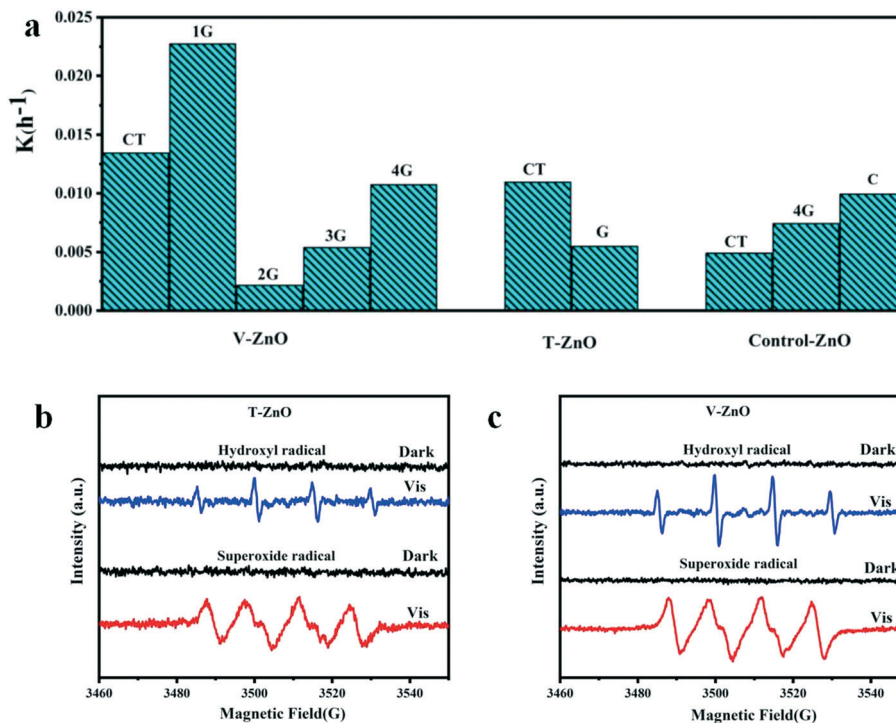 a
K(h-1)
0.025
0.020
0.015
0.010
0.005
0.000
CT
1G
2G
3G
4G
CT
G
CT
4G
C
V-ZnO
T-ZnO
Control-ZnO
b
T-ZnO
Hydroxyl radical
Dark
Vis
Superoxide radical
Dark
Vis
Intensity (a.u.)
3460 3480 3500 3520 3540
Magnetic Field(G)
c
V-ZnO
Hydroxyl radical
Dark
Vis
Superoxide radical
Dark
Vis
Intensity (a.u.)
3460 3480 3500 3520 3540
Magnetic Field(G)